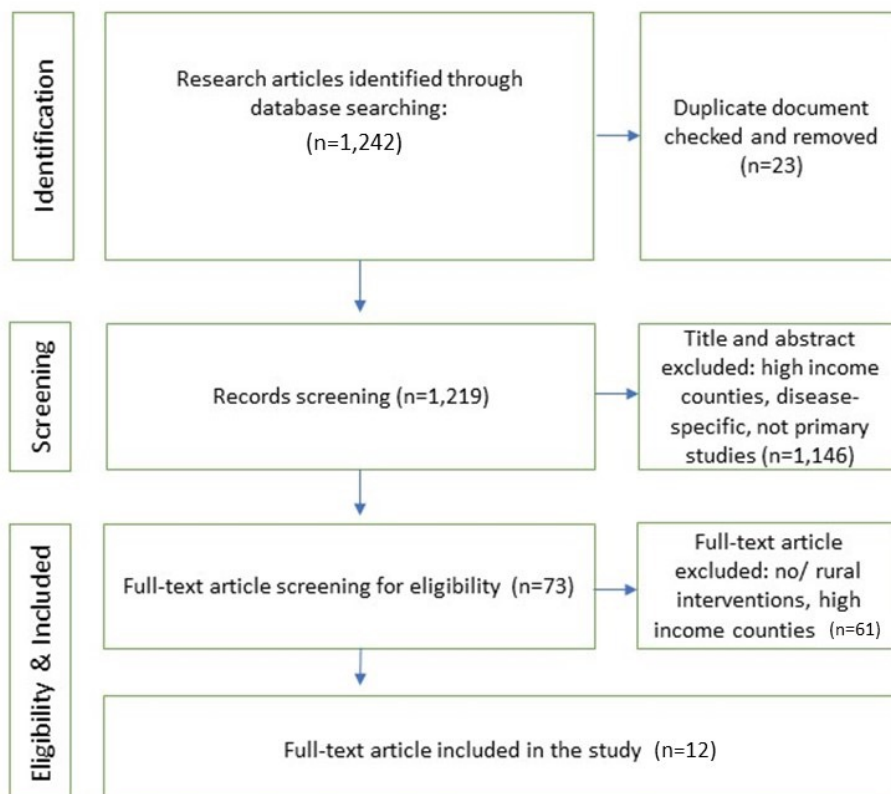 Identification
Research articles identified through
database searching:
(n=1,242)
Duplicate document
checked and removed
(n=23)
Screening
Records screening (n=1,219)
Title and abstract
excluded: high income
counties, disease-
specific, not primary
studies (n=1,146)
Eligibility & Included
Full-text article screening for eligibility (n=73)
Full-text article
excluded: no/ rural
interventions, high
income counties (n=61)
Full-text article included in the study (n=12)